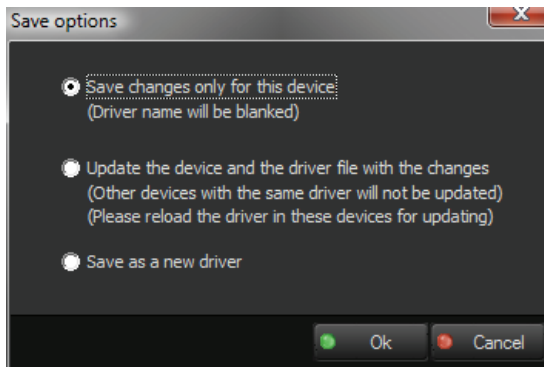 Save options
X
Save changes only for this device
(Driver name will be blanked)
Update the device and the driver file with the changes
(Other devices with the same driver will not be updated)
(Please reload the driver in these devices for updating)
Save as a new driver
Ok Cancel